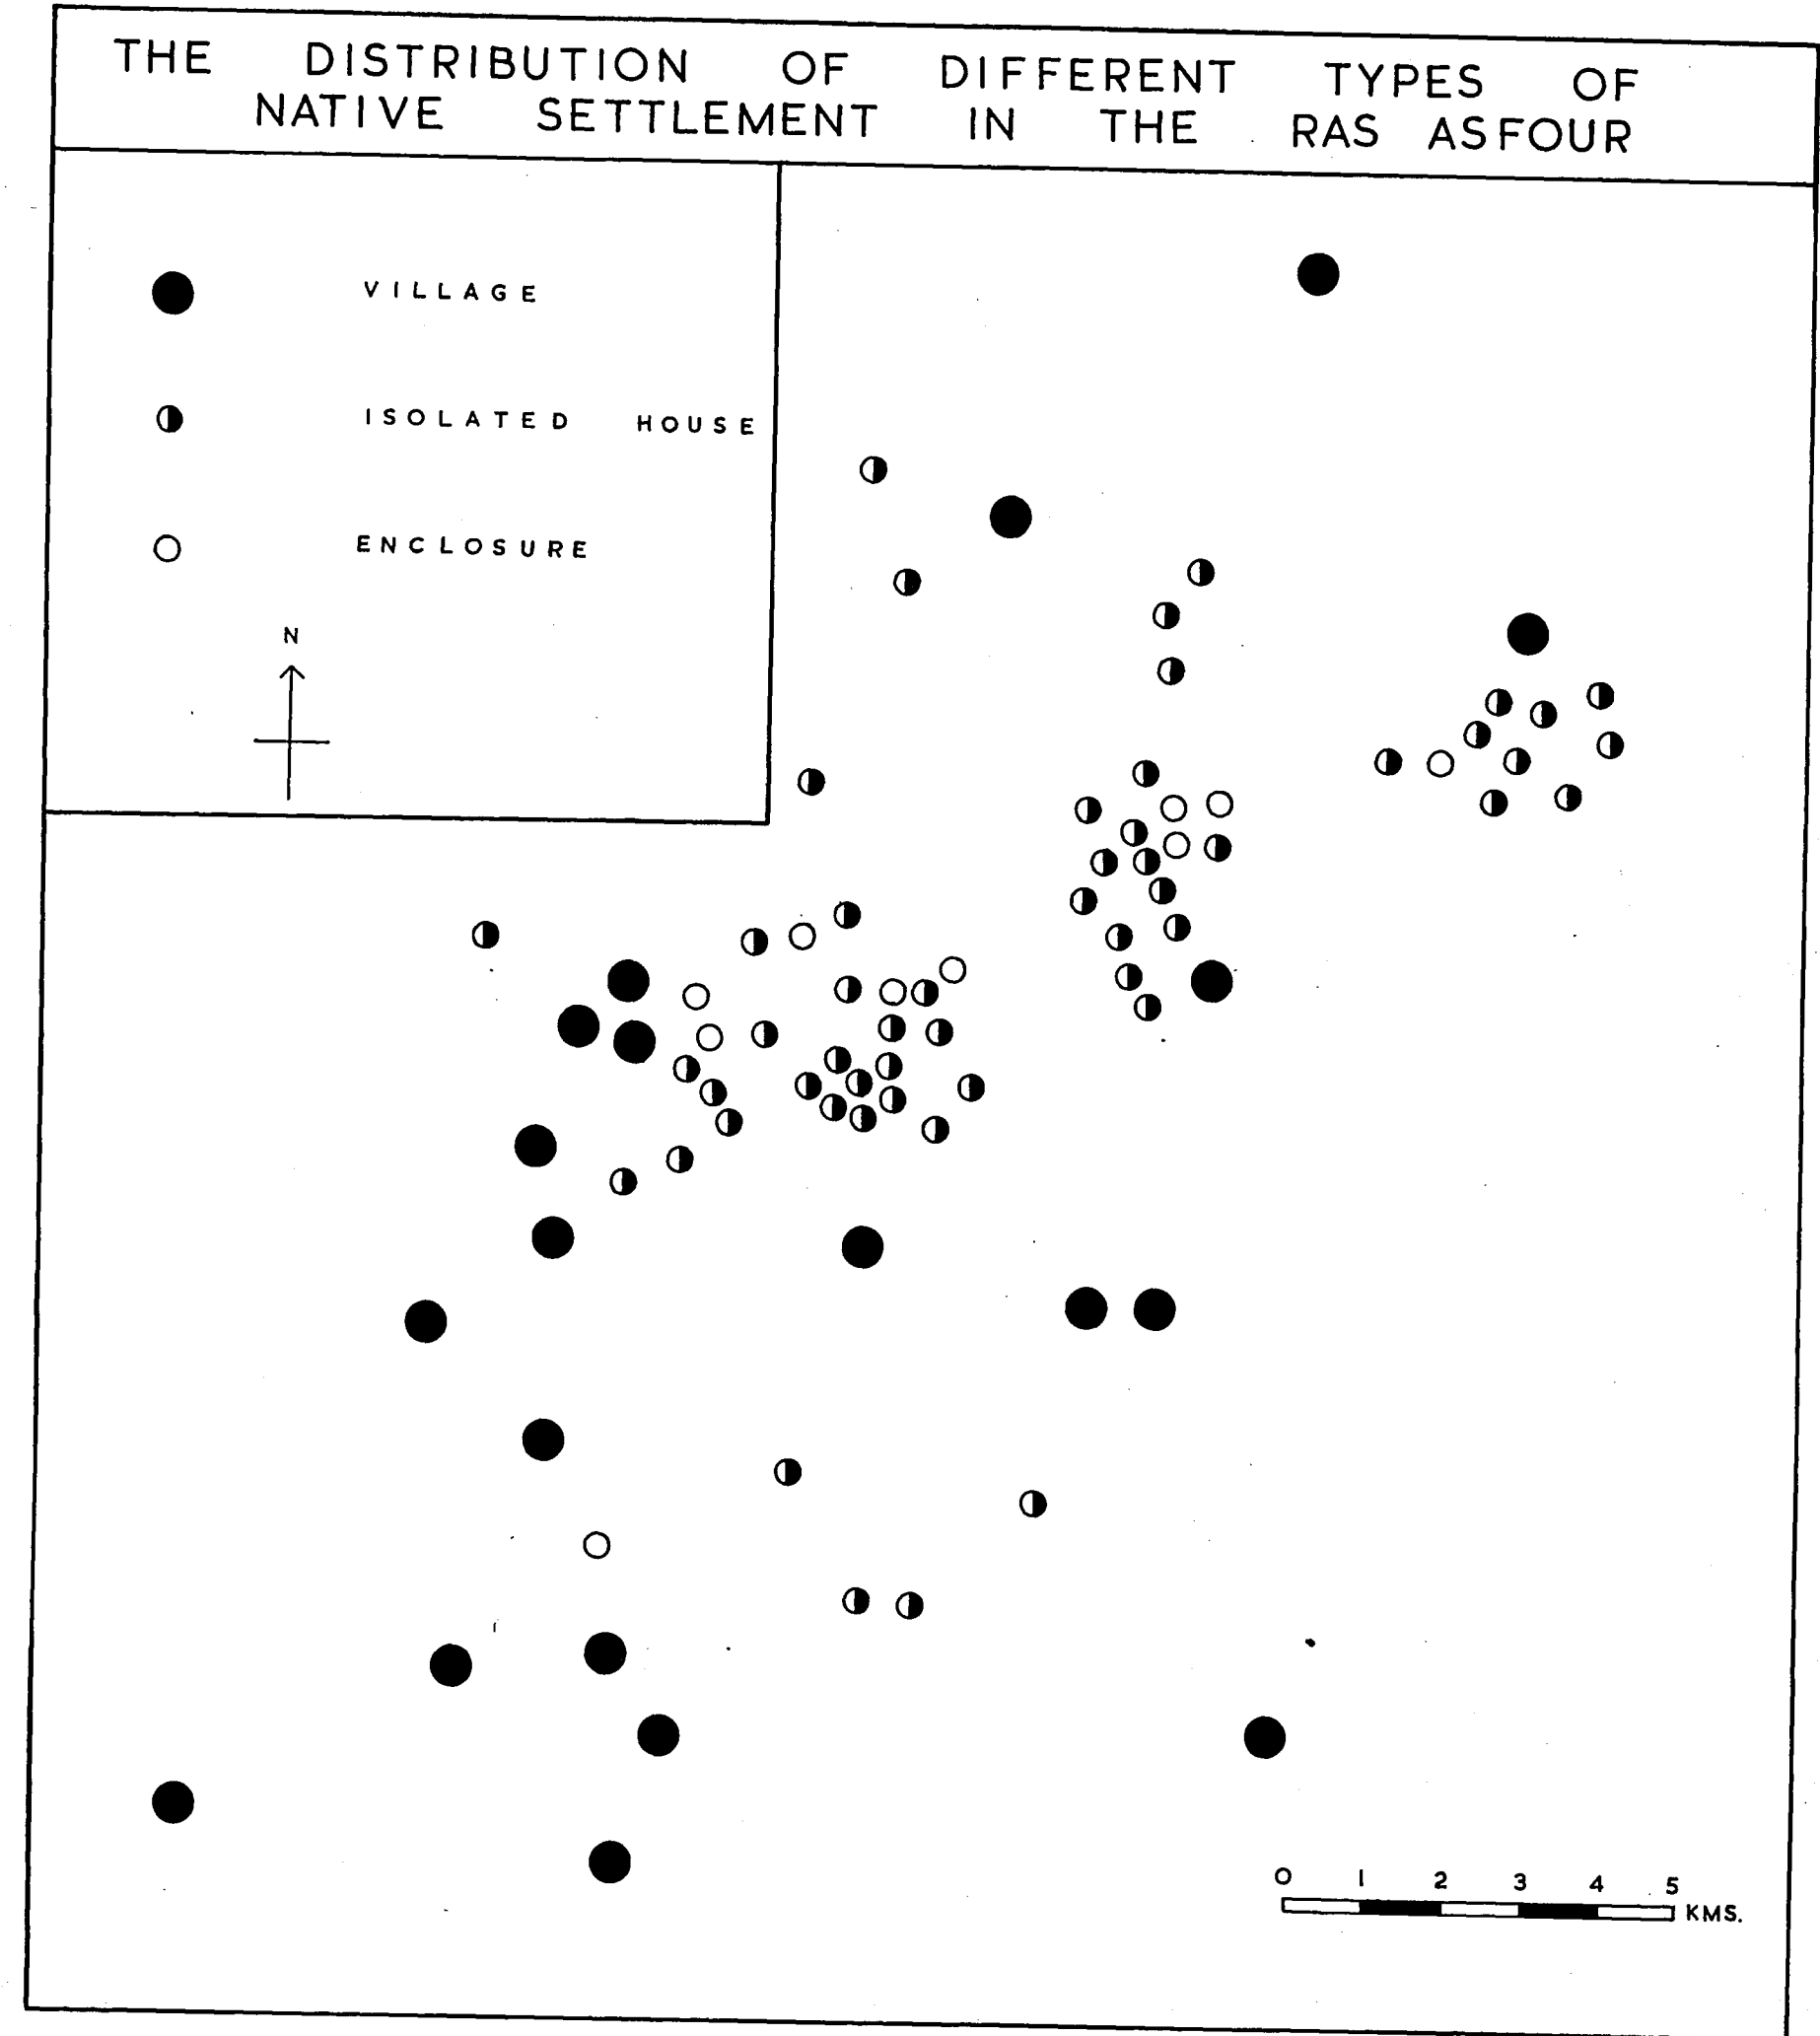 THE DISTRIBUTION OF DIFFERENT TYPES OF
NATIVE SETTLEMENT IN THE RAS ASFOUR
VILLAGE
ISOLATED HOUSE
ENCLOSURE
N
0 1 2 3 4 5
KMS.